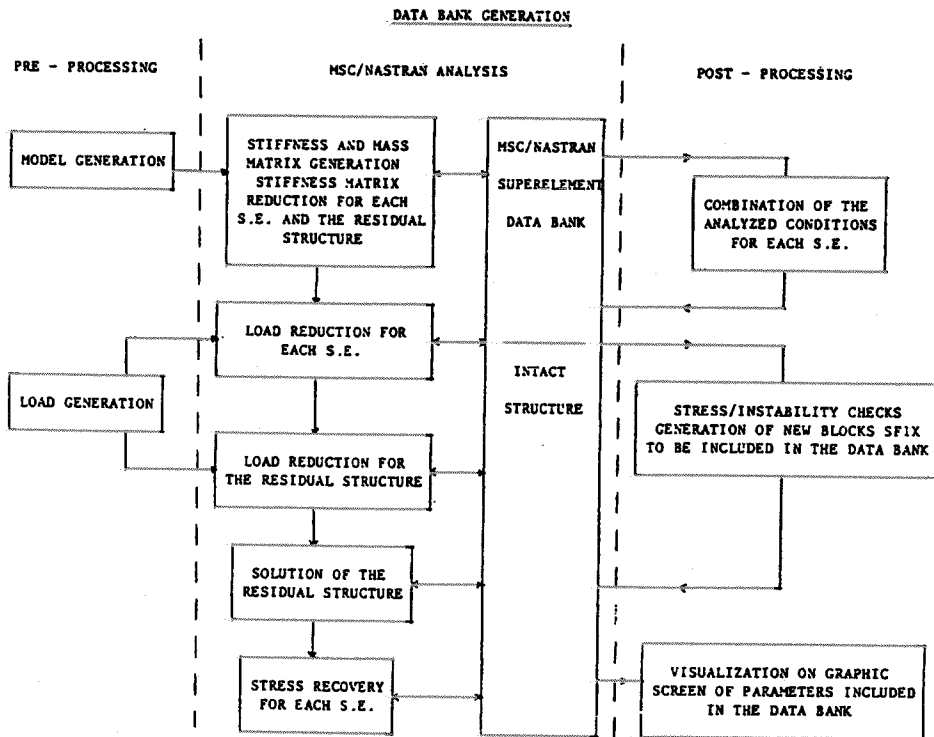 DATA BANK GENERATION
PRE - PROCESSING
MSC/NASTRAN ANALYSIS
POST - PROCESSING
MODEL GENERATION
STIFFNESS AND MASS
MATRIX GENERATION
STIFFNESS MATRIX
REDUCTION FOR EACH
S.E. AND THE RESIDUAL
STRUCTURE
MSC/NASTRAN
SUPERELEMENT
DATA BANK
COMBINATION OF THE
ANALYZED CONDITIONS
FOR EACH S.E.
LOAD GENERATION
LOAD REDUCTION FOR
EACH S.E.
INTACT
STRUCTURE
STRESS/INSTABILITY CHECKS
GENERATION OF NEW BLOCKS SFIX
TO BE INCLUDED IN THE DATA BANK
LOAD REDUCTION FOR
THE RESIDUAL STRUCTURE
SOLUTION OF THE
RESIDUAL STRUCTURE
STRESS RECOVERY
FOR EACH S.E.
VISUALIZATION ON GRAPHIC
SCREEN OF PARAMETERS INCLUDED
IN THE DATA BANK